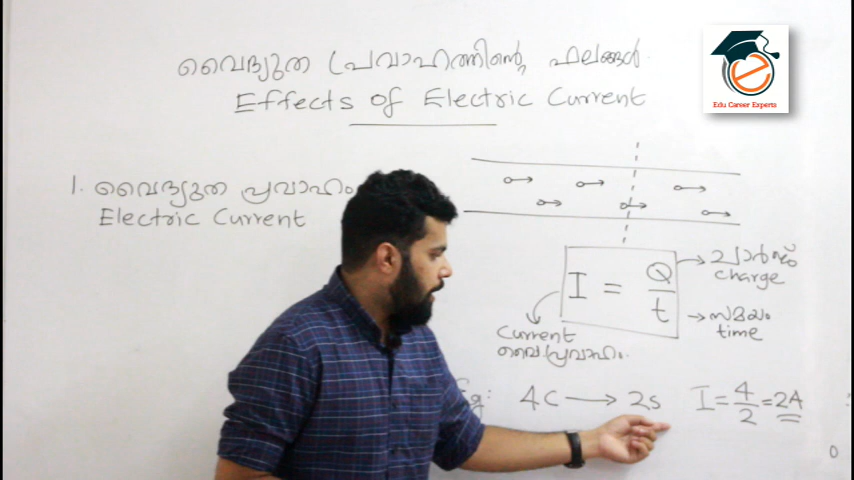 വൈദ്യുത പ്രവാഹത്തിന്റെ ഫലങ്ങൾ
Effects of Electric Current
Edu Career Experts
1. വൈദ്യുത പ്രവാഹം
Electric Current
I = Q/t
ചാർജ്
charge
സമയം
time
Current
വൈ.പ്രവാഹം.
Eg: 4C → 2s I = 4/2 = 2A